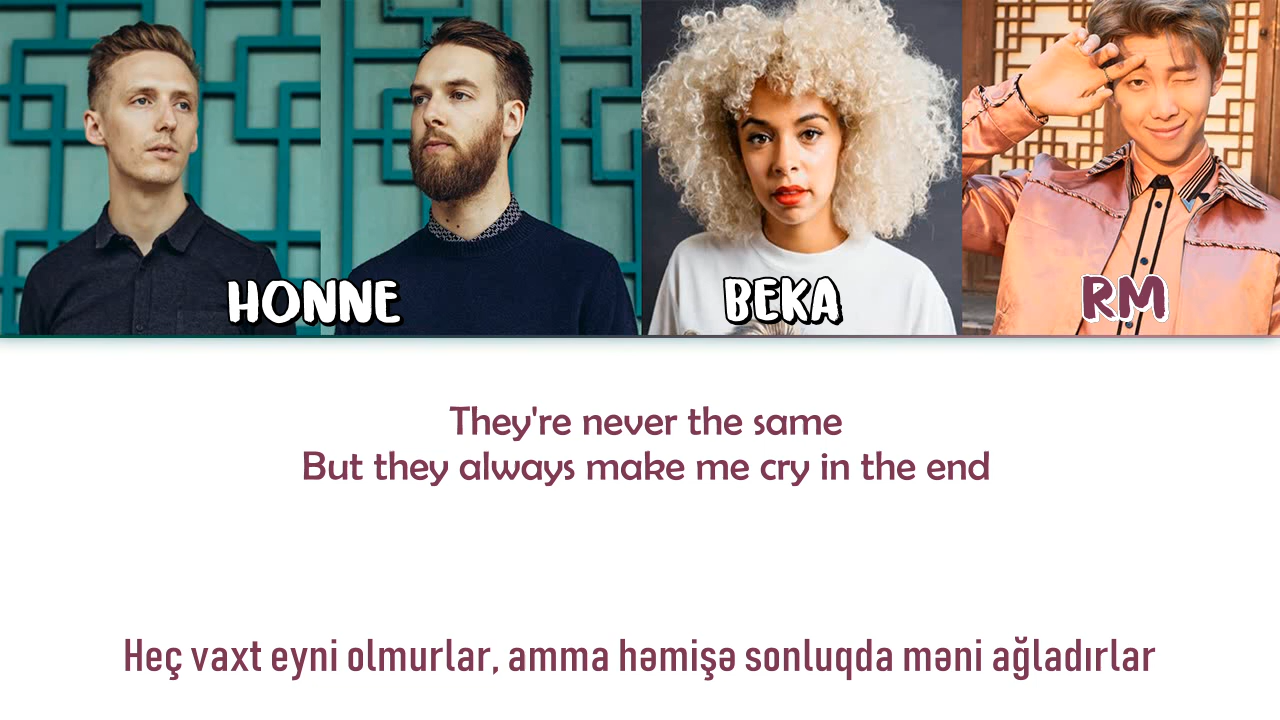 HONNE BEKA RM
They're never the same
But they always make me cry in the end
Heç vaxt eyni olmurlar, amma həmişə sonluqda məni ağladırlar